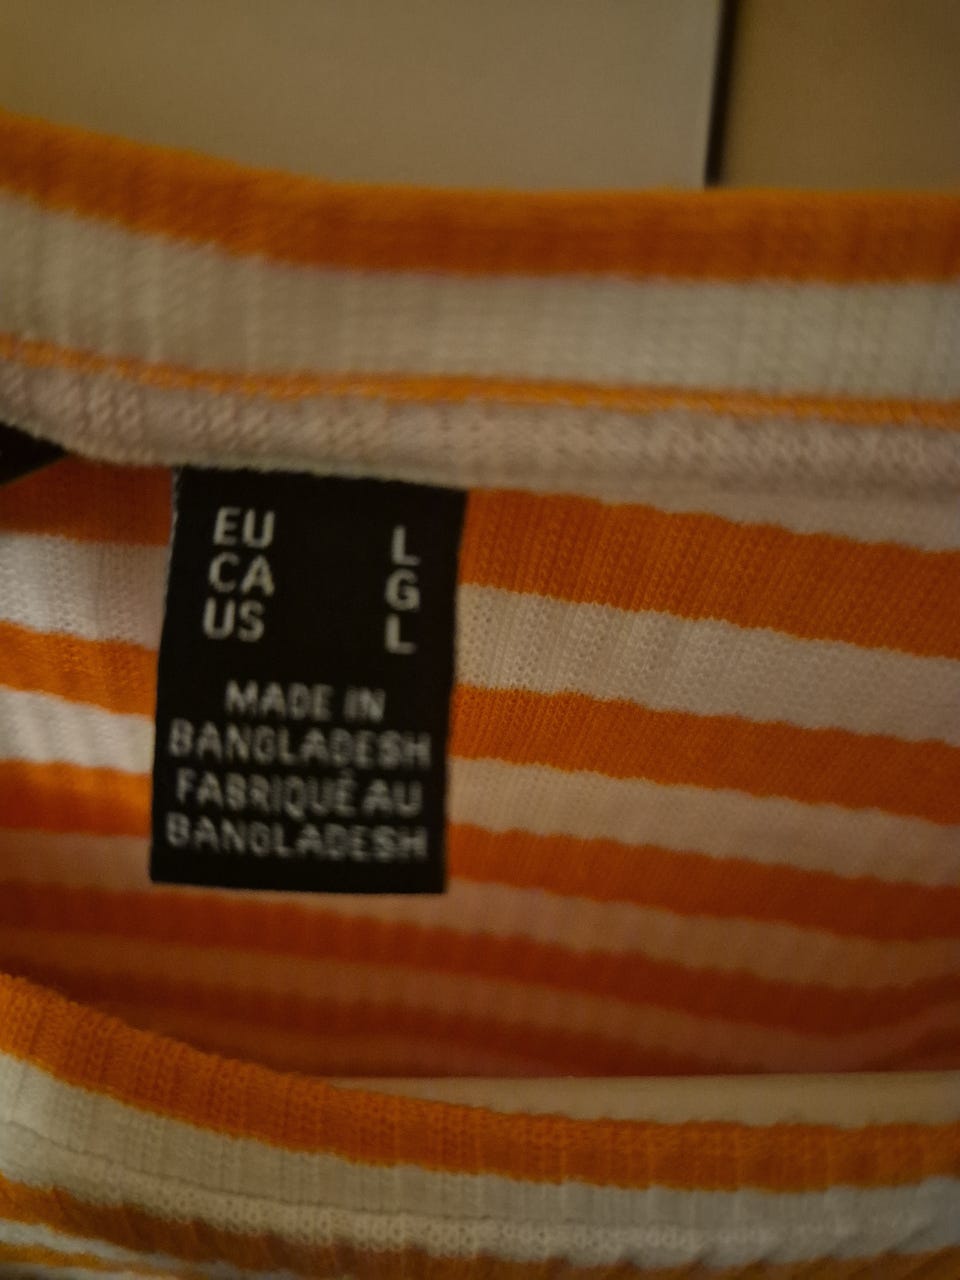 EU L
CA G
US L
MADE IN
BANGLADESH
FABRIQUÉ AU
BANGLADESH